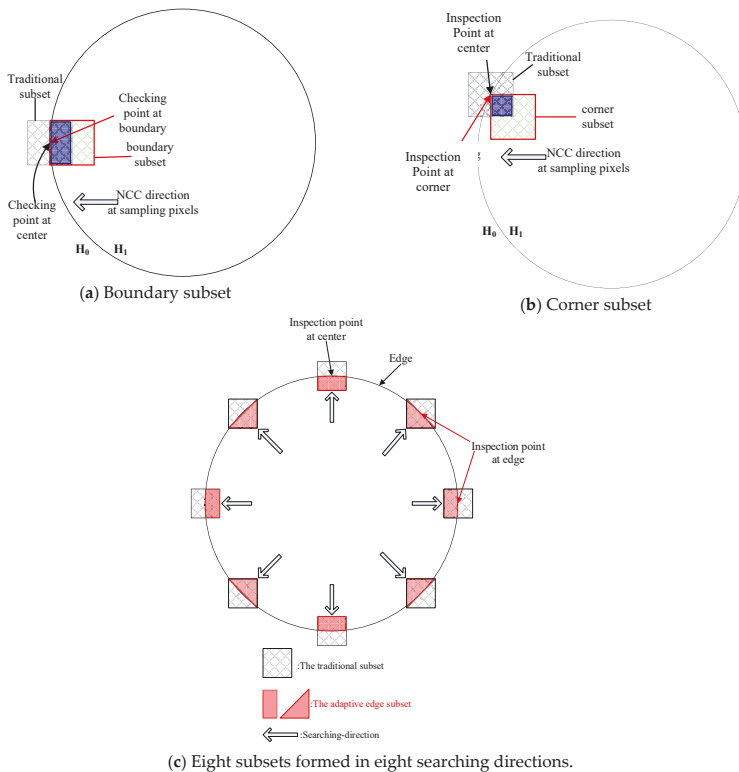 Traditional
subset
Checking
point at
boundary
boundary
subset
Checking
point at
center
NCC direction
at sampling pixels
H0 H1
(a) Boundary subset
Inspection
Point at
center
Traditional
subset
corner
subset
Inspection
Point at
corner
NCC direction
at sampling pixels
H0 H1
(b) Corner subset
Inspection point
at center
Edge
Inspection point
at edge
:The traditional subset
:The adaptive edge subset
:Searching-direction
(c) Eight subsets formed in eight searching directions.